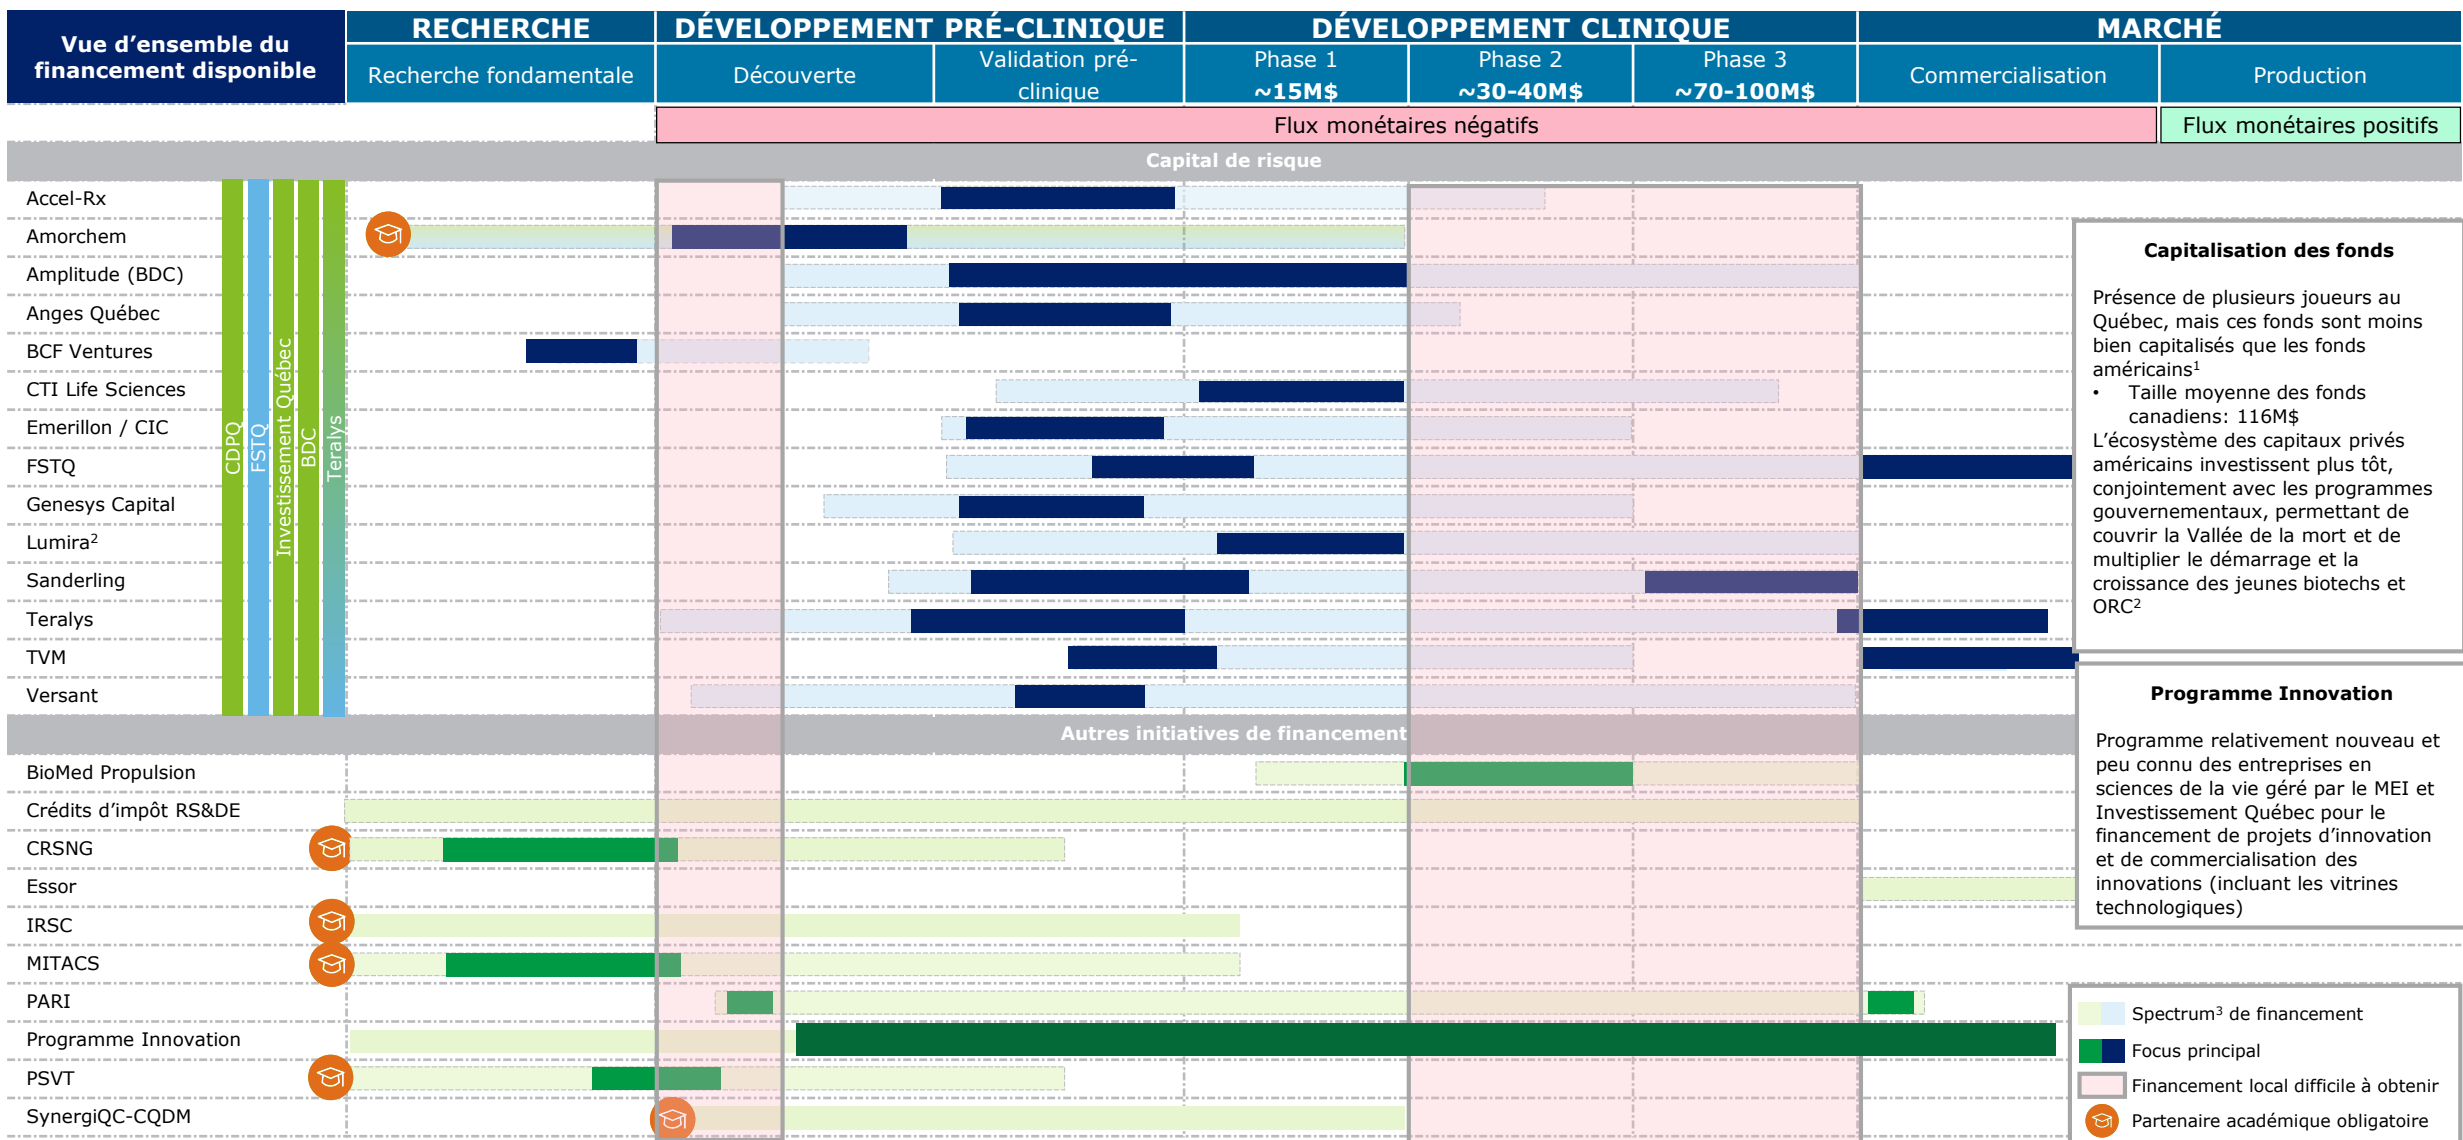 Vue d’ensemble du
financement disponible
RECHERCHE
DÉVELOPPEMENT PRÉ-CLINIQUE
DÉVELOPPEMENT CLINIQUE
MARCHÉ
Recherche fondamentale
Découverte
Validation pré-
clinique
Phase 1
~15M$
Phase 2
~30-40M$
Phase 3
~70-100M$
Commercialisation
Production
Flux monétaires négatifs
Flux monétaires positifs
Capital de risque
CDPQ
FSTQ
Investissement Québec
BDC
Teralys
Accel-Rx
Amorchem
Amplitude (BDC)
Anges Québec
BCF Ventures
CTI Life Sciences
Emerillon / CIC
FSTQ
Genesys Capital
Lumira²
Sanderling
Teralys
TVM
Versant
Capitalisation des fonds
Présence de plusieurs joueurs au
Québec, mais ces fonds sont moins
bien capitalisés que les fonds
américains¹
• Taille moyenne des fonds
canadiens: 116M$
L’écosystème des capitaux privés
américains investissent plus tôt,
conjointement avec les programmes
gouvernementaux, permettant de
couvrir la Vallée de la mort et de
multiplier le démarrage et la
croissance des jeunes biotechs et
ORC²
Autres initiatives de financement
BioMed Propulsion
Crédits d’impôt RS&DE
CRSNG
Essor
IRSC
MITACS
PARI
Programme Innovation
PSVT
SynergiQC-CQDM
Programme Innovation
Programme relativement nouveau et
peu connu des entreprises en
sciences de la vie géré par le MEI et
Investissement Québec pour le
financement de projets d’innovation
et de commercialisation des
innovations (incluant les vitrines
technologiques)
Spectrum³ de financement
Focus principal
Financement local difficile à obtenir
Partenaire académique obligatoire